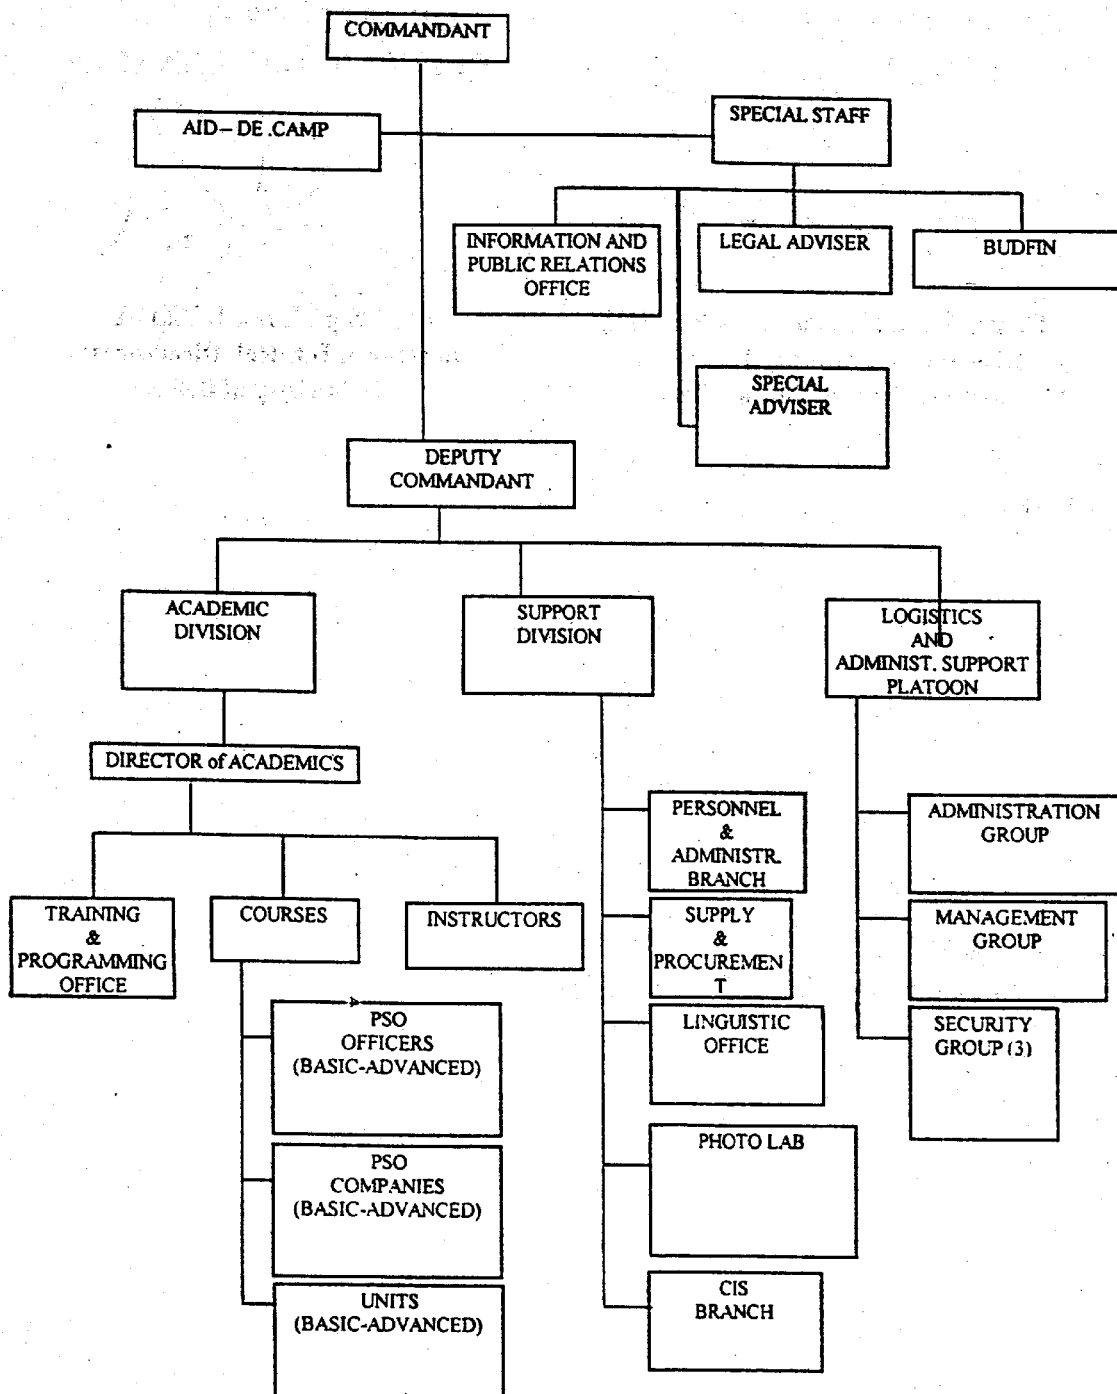 COMMANDANT
AID – DE .CAMP
SPECIAL STAFF
INFORMATION AND
PUBLIC RELATIONS
OFFICE
LEGAL ADVISER
BUDFIN
SPECIAL
ADVISER
DEPUTY
COMMANDANT
ACADEMIC
DIVISION
SUPPORT
DIVISION
LOGISTICS
AND
ADMINIST. SUPPORT
PLATOON
DIRECTOR of ACADEMICS
TRAINING
&
PROGRAMMING
OFFICE
COURSES
INSTRUCTORS
PSO
OFFICERS
(BASIC-ADVANCED)
PSO
COMPANIES
(BASIC-ADVANCED)
UNITS
(BASIC-ADVANCED)
PERSONNEL
&
ADMINISTR.
BRANCH
SUPPLY
&
PROCUREMEN
T
LINGUISTIC
OFFICE
PHOTO LAB
CIS
BRANCH
ADMINISTRATION
GROUP
MANAGEMENT
GROUP
SECURITY
GROUP (3)